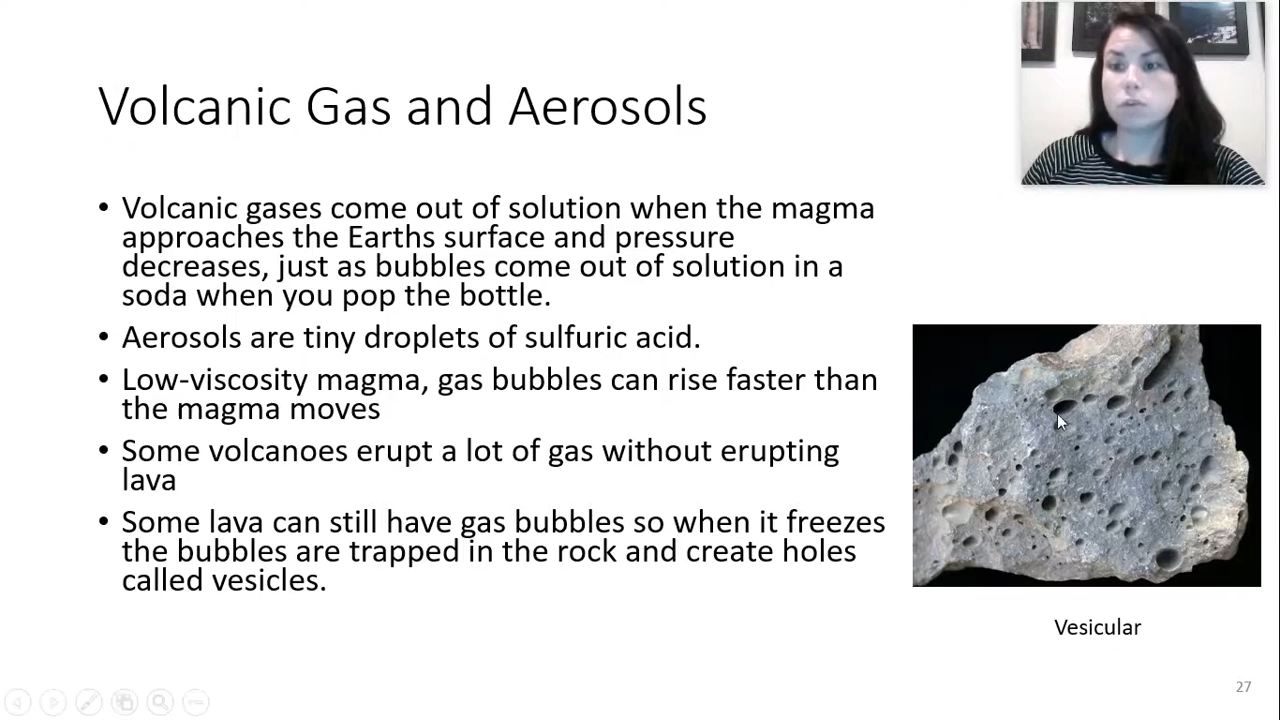 Volcanic Gas and Aerosols
• Volcanic gases come out of solution when the magma
approaches the Earths surface and pressure
decreases, just as bubbles come out of solution in a
soda when you pop the bottle.
• Aerosols are tiny droplets of sulfuric acid.
• Low-viscosity magma, gas bubbles can rise faster than
the magma moves
• Some volcanoes erupt a lot of gas without erupting
lava
• Some lava can still have gas bubbles so when it freezes
the bubbles are trapped in the rock and create holes
called vesicles.
Vesicular
27